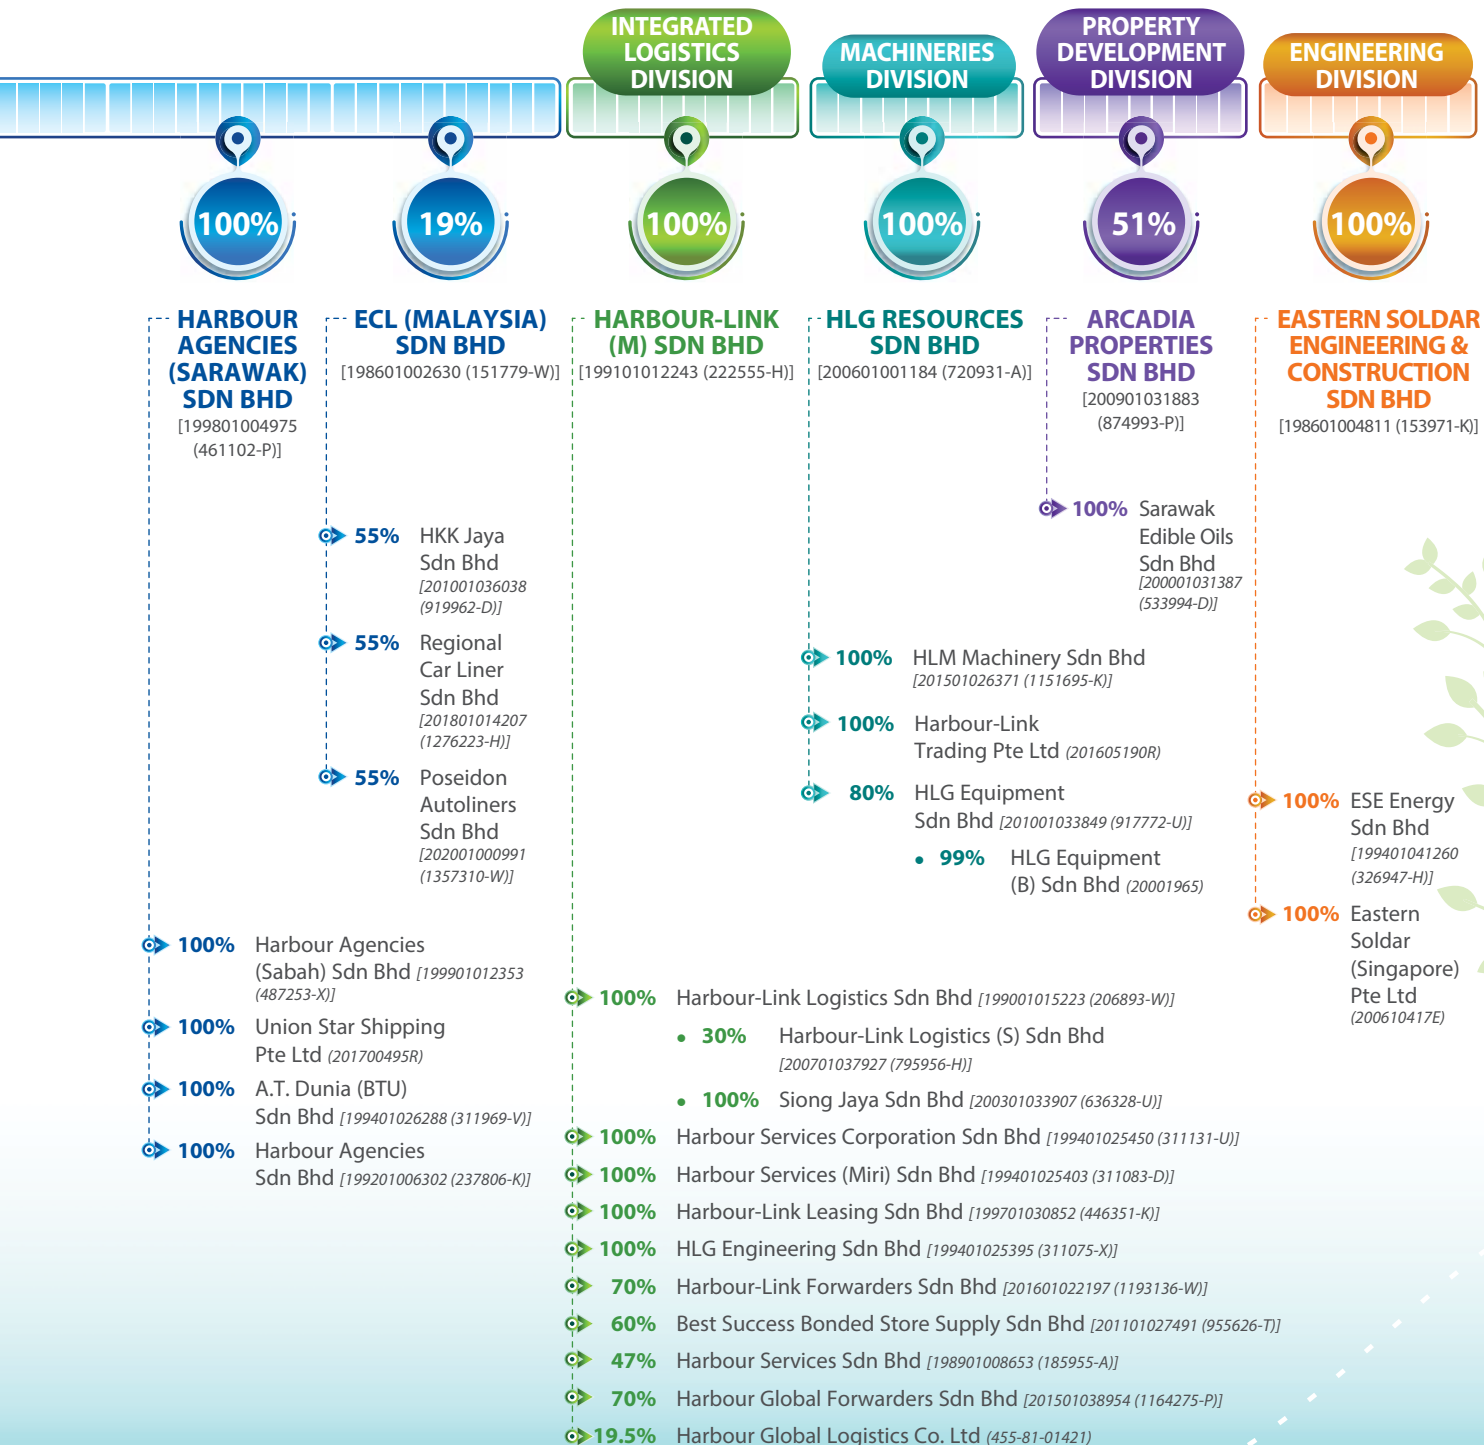 INTEGRATED
LOGISTICS
DIVISION
MACHINERIES
DIVISION
PROPERTY
DEVELOPMENT
DIVISION
ENGINEERING
DIVISION
100%
19%
100%
100%
51%
100%
HARBOUR
AGENCIES
(SARAWAK)
SDN BHD
[199801004975
(461102-P)]
ECL (MALAYSIA)
SDN BHD
[198601002630 (151779-W)]
HARBOUR-LINK
(M) SDN BHD
[199101012243 (222555-H)]
HLG RESOURCES
SDN BHD
[200601001184 (720931-A)]
ARCADIA
PROPERTIES
SDN BHD
[200901031883
(874993-P)]
EASTERN SOLDAR
ENGINEERING &
CONSTRUCTION
SDN BHD
[198601004811 (153971-K)]
100% Harbour Agencies
(Sabah) Sdn Bhd [199901012353
(487253-X)]
100% Union Star Shipping
Pte Ltd (201700495R)
100% A.T. Dunia (BTU)
Sdn Bhd [199401026288 (311969-V)]
100% Harbour Agencies
Sdn Bhd [199201006302 (237806-K)]
55% HKK Jaya
Sdn Bhd
[201001036038
(919962-D)]
55% Regional
Car Liner
Sdn Bhd
[201801014207
(1276223-H)]
55% Poseidon
Autoliners
Sdn Bhd
[202001000991
(1357310-W)]
100% Harbour-Link Logistics Sdn Bhd [199001015223 (206893-W)]
• 30% Harbour-Link Logistics (S) Sdn Bhd
[200701037927 (795956-H)]
• 100% Siong Jaya Sdn Bhd [200301033907 (636328-U)]
100% Harbour Services Corporation Sdn Bhd [199401025450 (311131-U)]
100% Harbour Services (Miri) Sdn Bhd [199401025403 (311083-D)]
100% Harbour-Link Leasing Sdn Bhd [199701030852 (446351-K)]
100% HLG Engineering Sdn Bhd [199401025395 (311075-X)]
70% Harbour-Link Forwarders Sdn Bhd [201601022197 (1193136-W)]
60% Best Success Bonded Store Supply Sdn Bhd [201101027491 (955626-T)]
47% Harbour Services Sdn Bhd [198901008653 (185955-A)]
70% Harbour Global Forwarders Sdn Bhd [201501038954 (1164275-P)]
19.5% Harbour Global Logistics Co. Ltd (455-81-01421)
100% HLM Machinery Sdn Bhd
[201501026371 (1151695-K)]
100% Harbour-Link
Trading Pte Ltd (201605190R)
80% HLG Equipment
Sdn Bhd [201001033849 (917772-U)]
• 99% HLG Equipment
(B) Sdn Bhd (20001965)
100% Sarawak
Edible Oils
Sdn Bhd
[200001031387
(533994-D)]
100% ESE Energy
Sdn Bhd
[199401041260
(326947-H)]
100% Eastern
Soldar
(Singapore)
Pte Ltd
(200610417E)